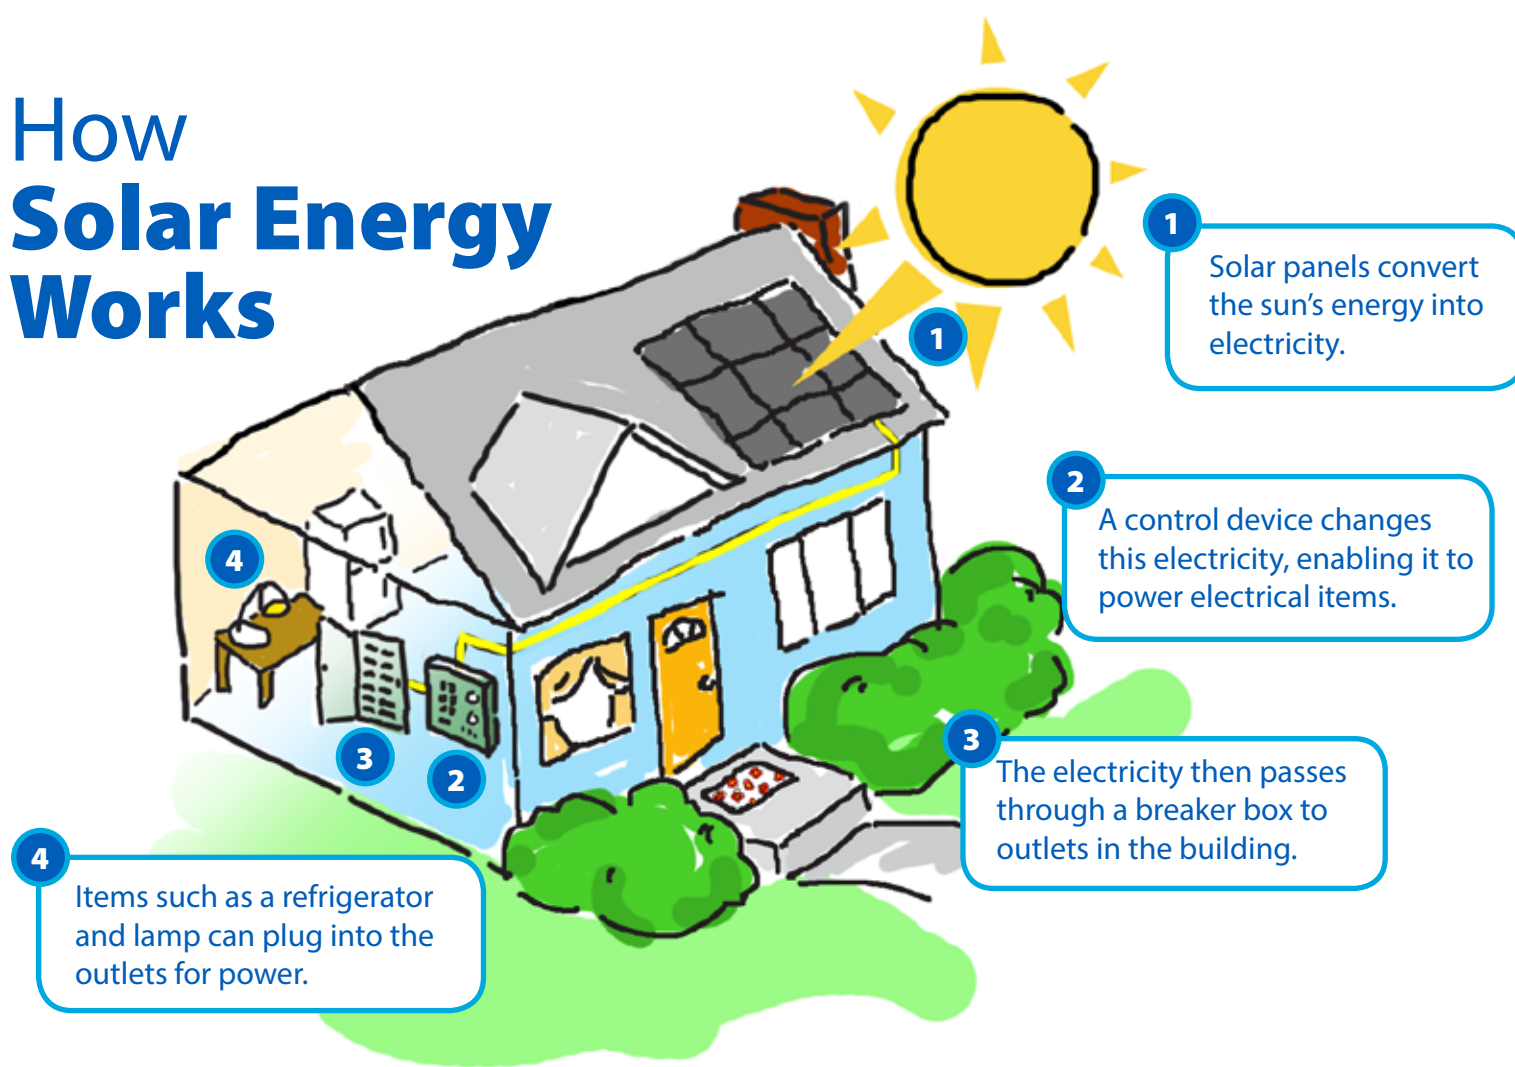 How
Solar Energy
Works
1
Solar panels convert
the sun's energy into
electricity.
1
2
A control device changes
this electricity, enabling it to
power electrical items.
4
3
2
3
The electricity then passes
through a breaker box to
outlets in the building.
4
Items such as a refrigerator
and lamp can plug into the
outlets for power.